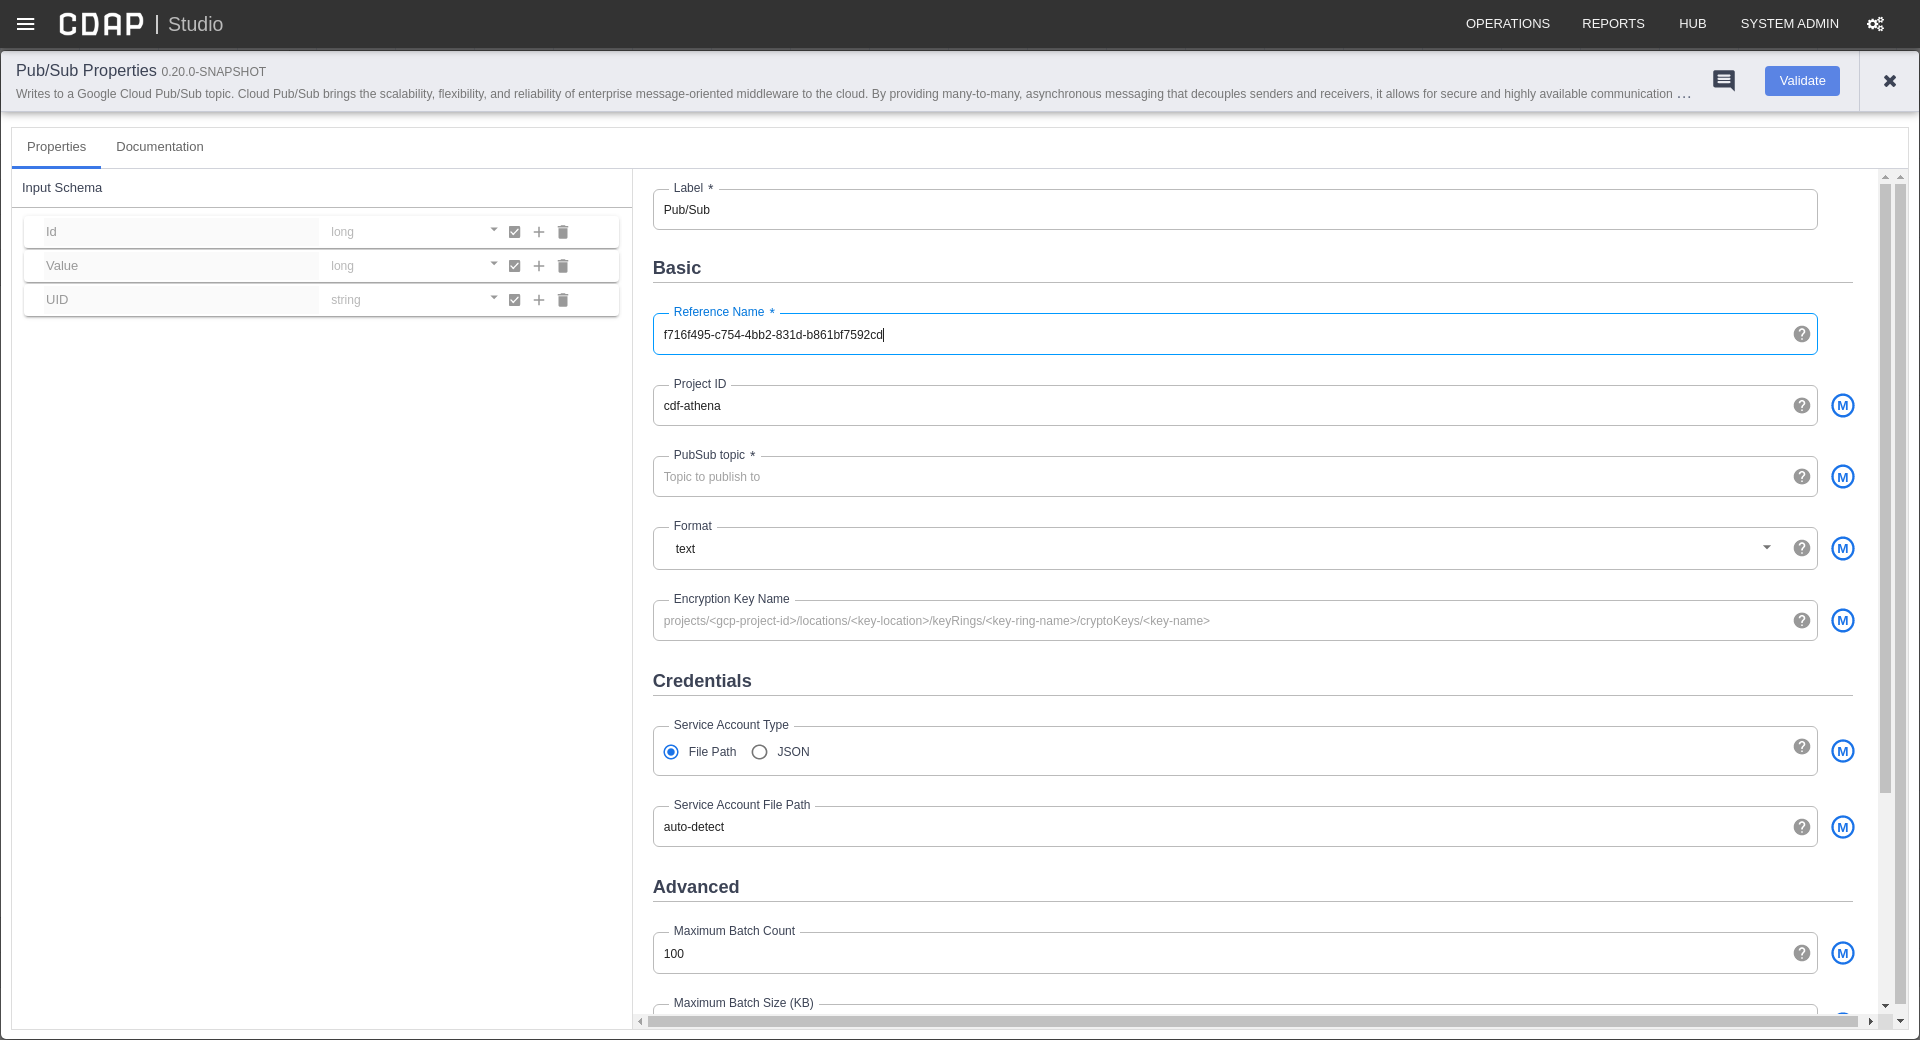 CDAP | Studio OPERATIONS REPORTS HUB SYSTEM ADMIN
Pub/Sub Properties 0.20.0-SNAPSHOT
Writes to a Google Cloud Pub/Sub topic. Cloud Pub/Sub brings the scalability, flexibility, and reliability of enterprise message-oriented middleware to the cloud. By providing many-to-many, asynchronous messaging that decouples senders and receivers, it allows for secure and highly available communication ...
Validate
Properties Documentation
Input Schema
Id long
Value long
UID string
Label *
Pub/Sub
Basic
Reference Name *
f716f495-c754-4bb2-831d-b861bf7592cd
Project ID
cdf-athena
M
PubSub topic *
Topic to publish to
M
Format
text
M
Encryption Key Name
projects/<gcp-project-id>/locations/<key-location>/keyRings/<key-ring-name>/cryptoKeys/<key-name>
M
Credentials
Service Account Type
File Path JSON
M
Service Account File Path
auto-detect
M
Advanced
Maximum Batch Count
100
M
Maximum Batch Size (KB)